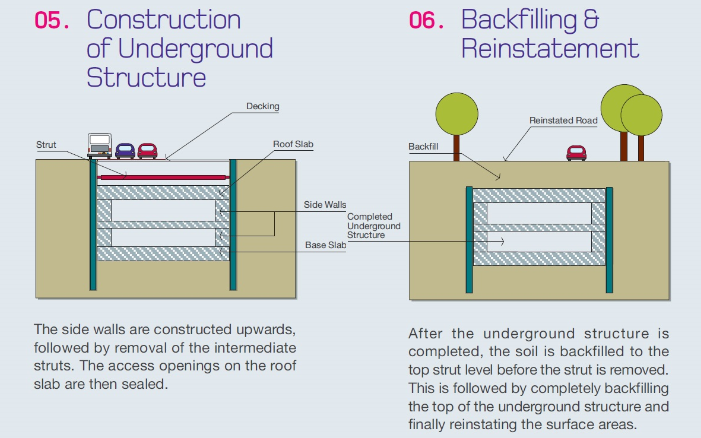 05. Construction
of Underground
Structure
Decking
Strut
Roof Slab
Side Walls
Base Slab
The side walls are constructed upwards,
followed by removal of the intermediate
struts. The access openings on the roof
slab are then sealed.
06. Backfilling &
Reinstatement
Reinstated Road
Backfill
Completed
Underground
Structure
After the underground structure is
completed, the soil is backfilled to the
top strut level before the strut is removed.
This is followed by completely backfilling
the top of the underground structure and
finally reinstating the surface areas.